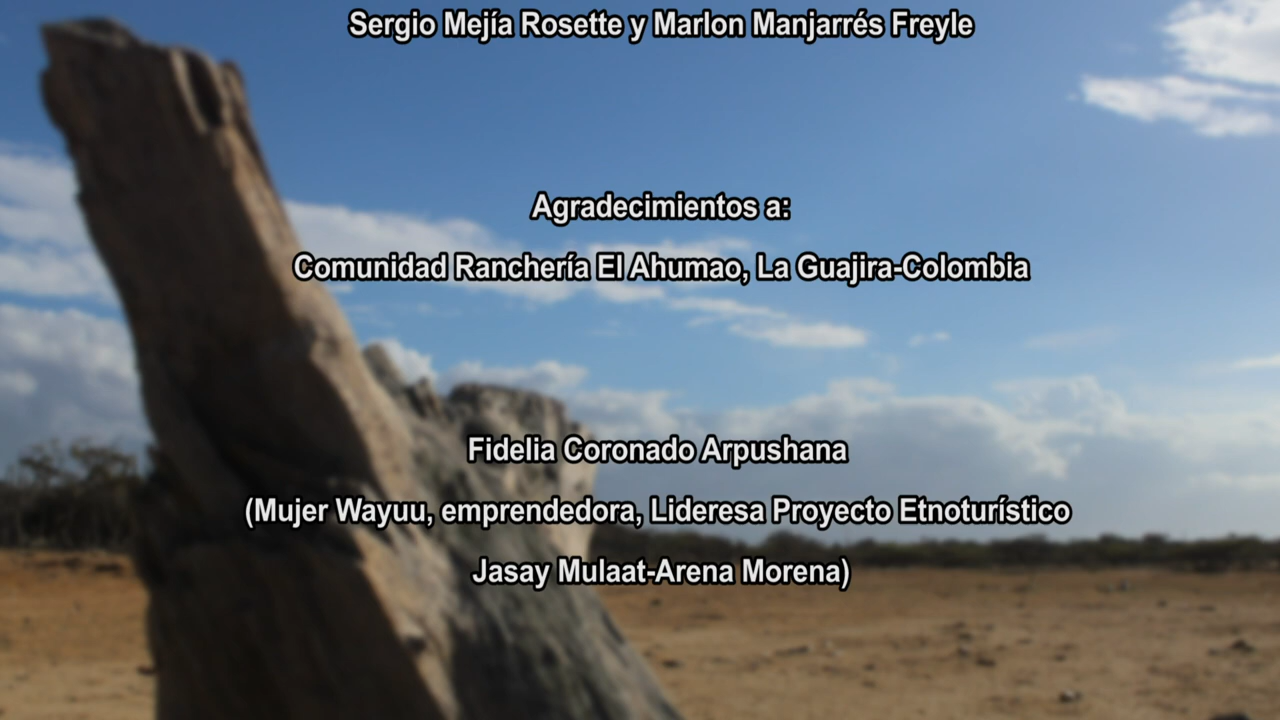 Sergio Mejía Rosette y Marlon Manjarrés Freyle
Agradecimientos a:
Comunidad Ranchería El Ahumao, La Guajira-Colombia
Fidelia Coronado Arpushana
(Mujer Wayuu, emprendedora, Lideresa Proyecto Etnoturístico
Jasay Mulaat-Arena Morena)